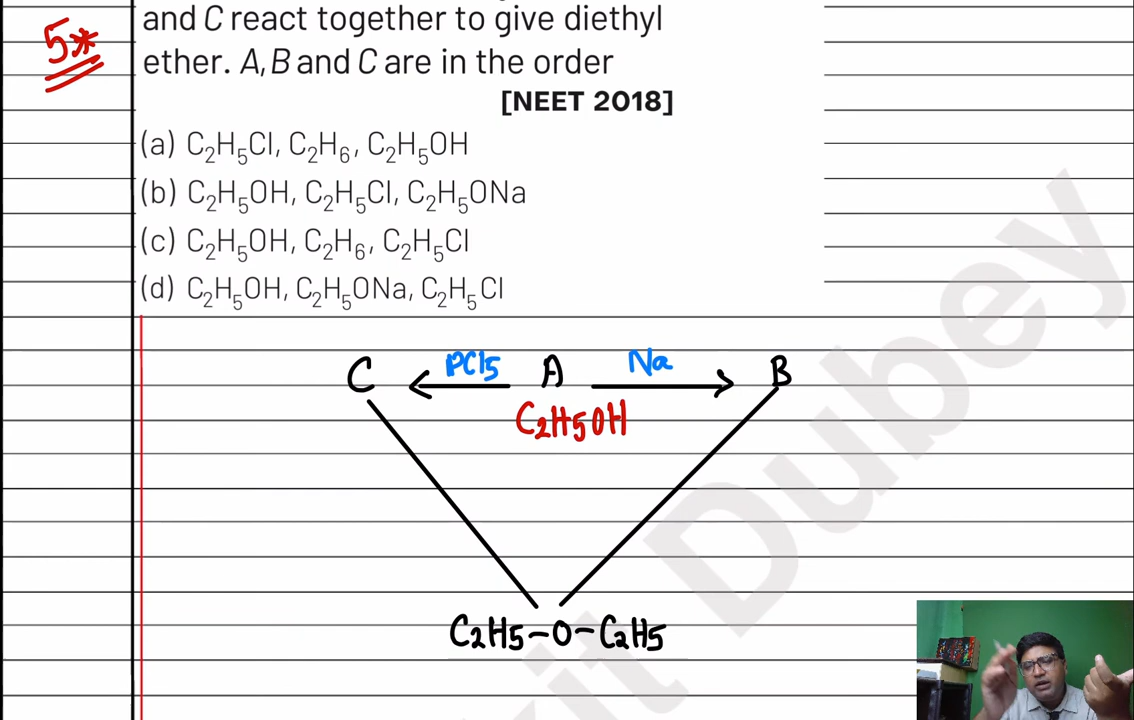 and C react together to give diethyl
5*
ether. A, B and C are in the order
[NEET 2018]
(a) C₂H₅Cl, C₂H₆, C₂H₅OH
(b) C₂H₅OH, C₂H₅Cl, C₂H₅ONa
(c) C₂H₅OH, C₂H₆, C₂H₅Cl
(d) C₂H₅OH, C₂H₅ONa, C₂H₅Cl
C PCl5 A Na B
C2H5OH
C2H5-O-C2H5
Dubey